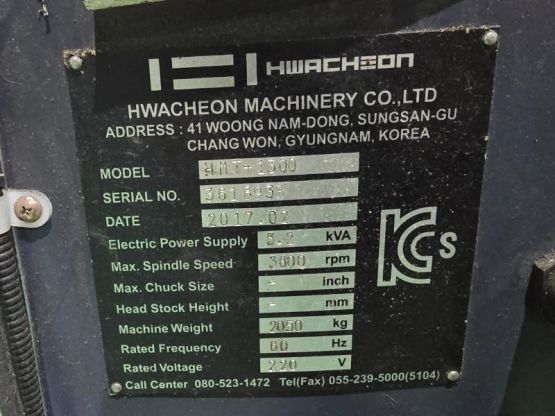 HWACHEON
HWACHEON MACHINERY CO.,LTD
ADDRESS : 41 WOONG NAM-DONG, SUNGSAN-GU
CHANG WON, GYUNGNAM, KOREA
MODEL -1300
SERIAL NO.
DATE 2017.02
Electric Power Supply 5.2 kVA
Max. Spindle Speed 3600 rpm
Max. Chuck Size - inch
Head Stock Height - mm
Machine Weight 2050 kg
Rated Frequency 60 Hz
Rated Voltage 220 V
Call Center 080-523-1472 Tel(Fax) 055-239-5000(5104)
KC S